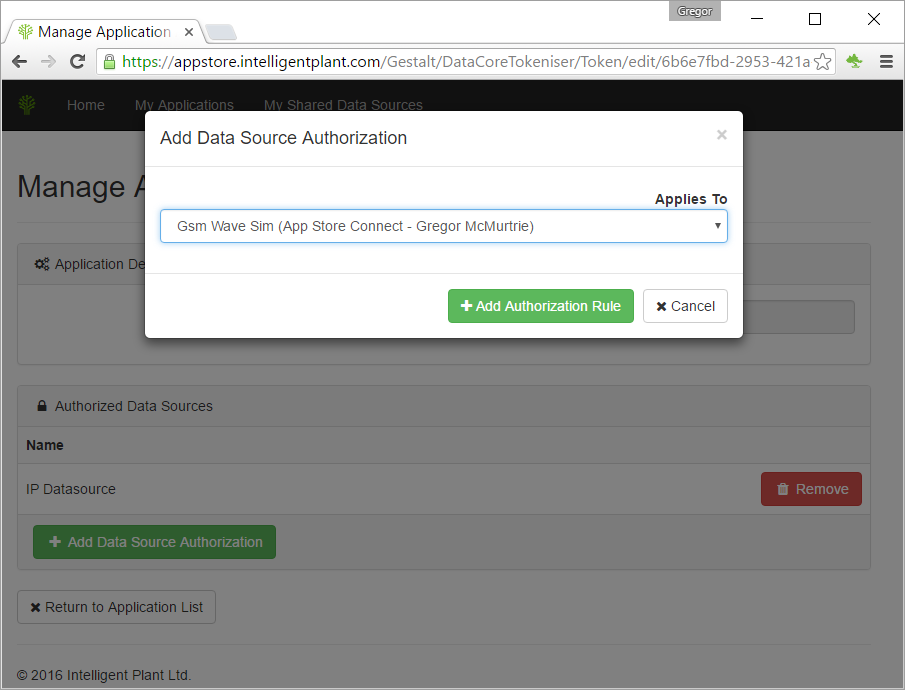 Gregor
Manage Application
https://appstore.intelligentplant.com/Gestalt/DataCoreTokeniser/Token/edit/6b6e7fbd-2953-421a
Home My Applications My Shared Data Sources
Add Data Source Authorization
Manage A
Applies To
Gsm Wave Sim (App Store Connect - Gregor McMurtrie)
Application De
Add Authorization Rule Cancel
Authorized Data Sources
Name
IP Datasource Remove
Add Data Source Authorization
Return to Application List
© 2016 Intelligent Plant Ltd.